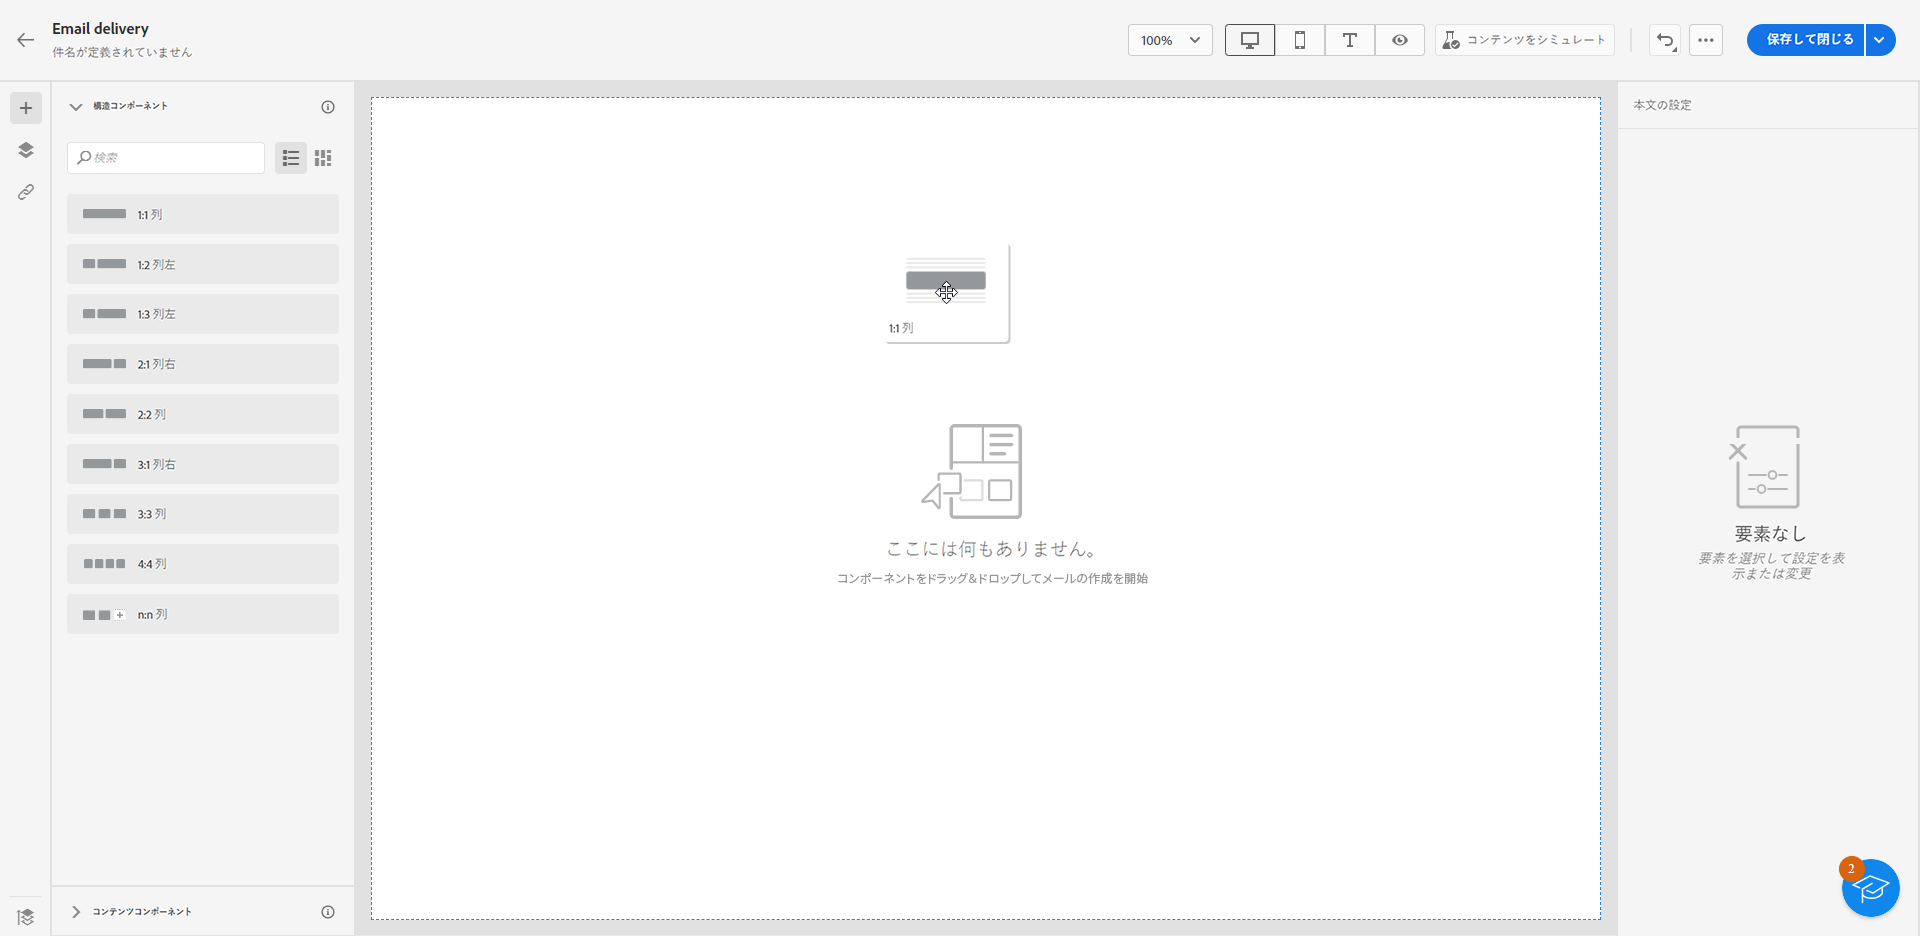 Email delivery
件名が定義されていません
100%
コンテンツをシミュレート
保存して閉じる
構造コンポーネント
検索
1:1 列
1:2 列左
1:3 列左
2:1 列右
2:2 列
3:1 列右
3:3 列
4:4 列
n:n 列
コンテンツコンポーネント
1:1 列
ここには何もありません。
コンポーネントをドラッグ&ドロップしてメールの作成を開始
本文の設定
要素なし
要素を選択して設定を表
示または変更
2